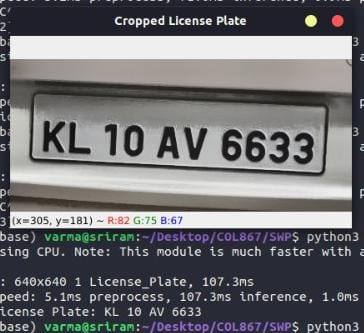 Cropped License Plate
KL 10 AV 6633
(x=305, y=181) ~ R:82 G:75 B:67
base) varma@sriram:~/Desktop/COL867/SWP$ python3
sing CPU. Note: This module is much faster with a
: 640x640 1 License_Plate, 107.3ms
peed: 5.1ms preprocess, 107.3ms inference, 1.0ms
icense Plate: KL 10 AV 6633
base) varma@sriram:~/Desktop/COL867/SWP$ python3